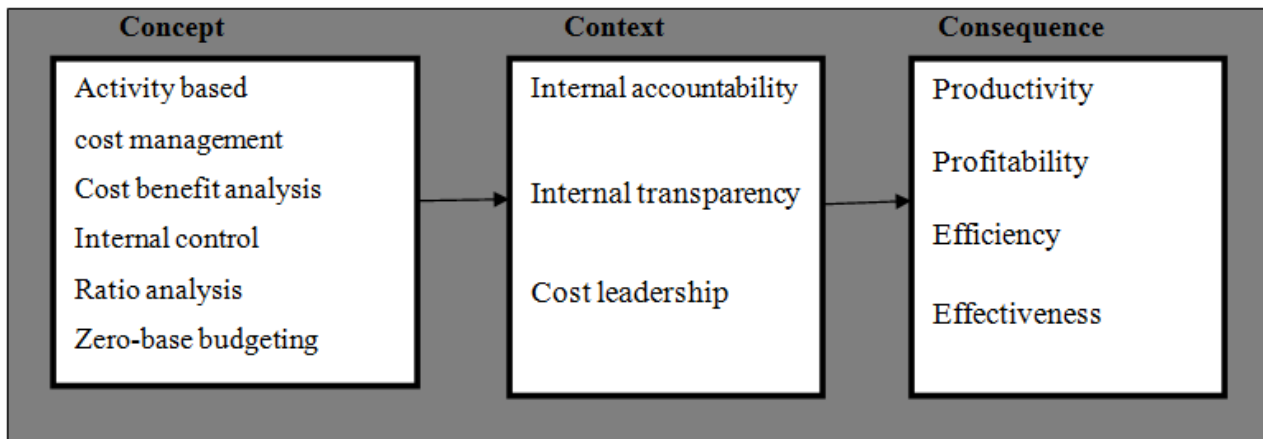 Concept
Activity based
cost management
Cost benefit analysis
Internal control
Ratio analysis
Zero-base budgeting
Context
Internal accountability
Internal transparency
Cost leadership
Consequence
Productivity
Profitability
Efficiency
Effectiveness